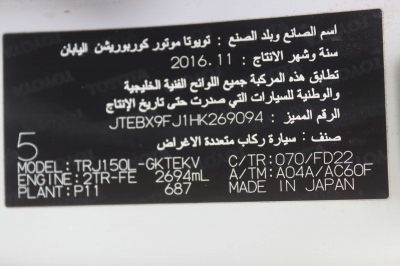 اسم الصانع وبلد الصنع : تويوتا موتور كوربوريشن اليابان
سنة وشهر الانتاج : 2016.11
تطابق هذه المركبة جميع اللوائح الفنية الخليجية
والوطنية للسيارات التي صدرت حتى تاريخ الإنتاج
الرقم المميز : JTEBX9FJ1HK269094
صنف : سيارة ركاب متعددة الاغراض
5
MODEL: TRJ150L-GKTEKV C/TR: 070/FD22
ENGINE: 2TR-FE 2694mL A/TM: A04A/AC60F
PLANT: P11 687 MADE IN JAPAN